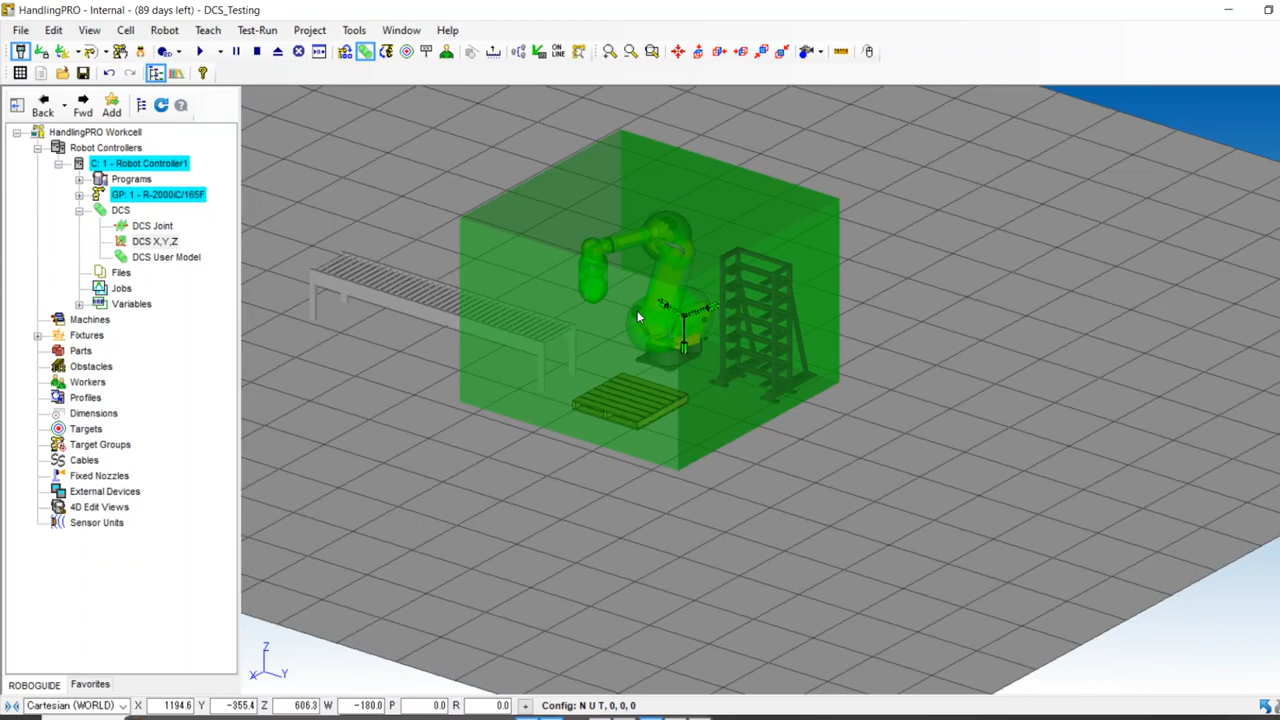 HandlingPRO - Internal - (89 days left) - DCS_Testing
File Edit View Cell Robot Teach Test-Run Project Tools Window Help
ON LINE
Back Fwd Add
HandlingPRO Workcell
Robot Controllers
C: 1 - Robot Controller1
Programs
GP: 1 - R-2000iC/165F
DCS
DCS Joint
DCS X,Y,Z
DCS User Model
Files
Jobs
Variables
Machines
Fixtures
Parts
Obstacles
Workers
Profiles
Dimensions
Targets
Target Groups
Cables
Fixed Nozzles
External Devices
4D Edit Views
Sensor Units
Z
X Y
ROBOGUIDE Favorites
Cartesian (WORLD) X 1194.6 Y -355.4 Z 606.3 W -180.0 P 0.0 R 0.0 + Config: N U T, 0, 0, 0